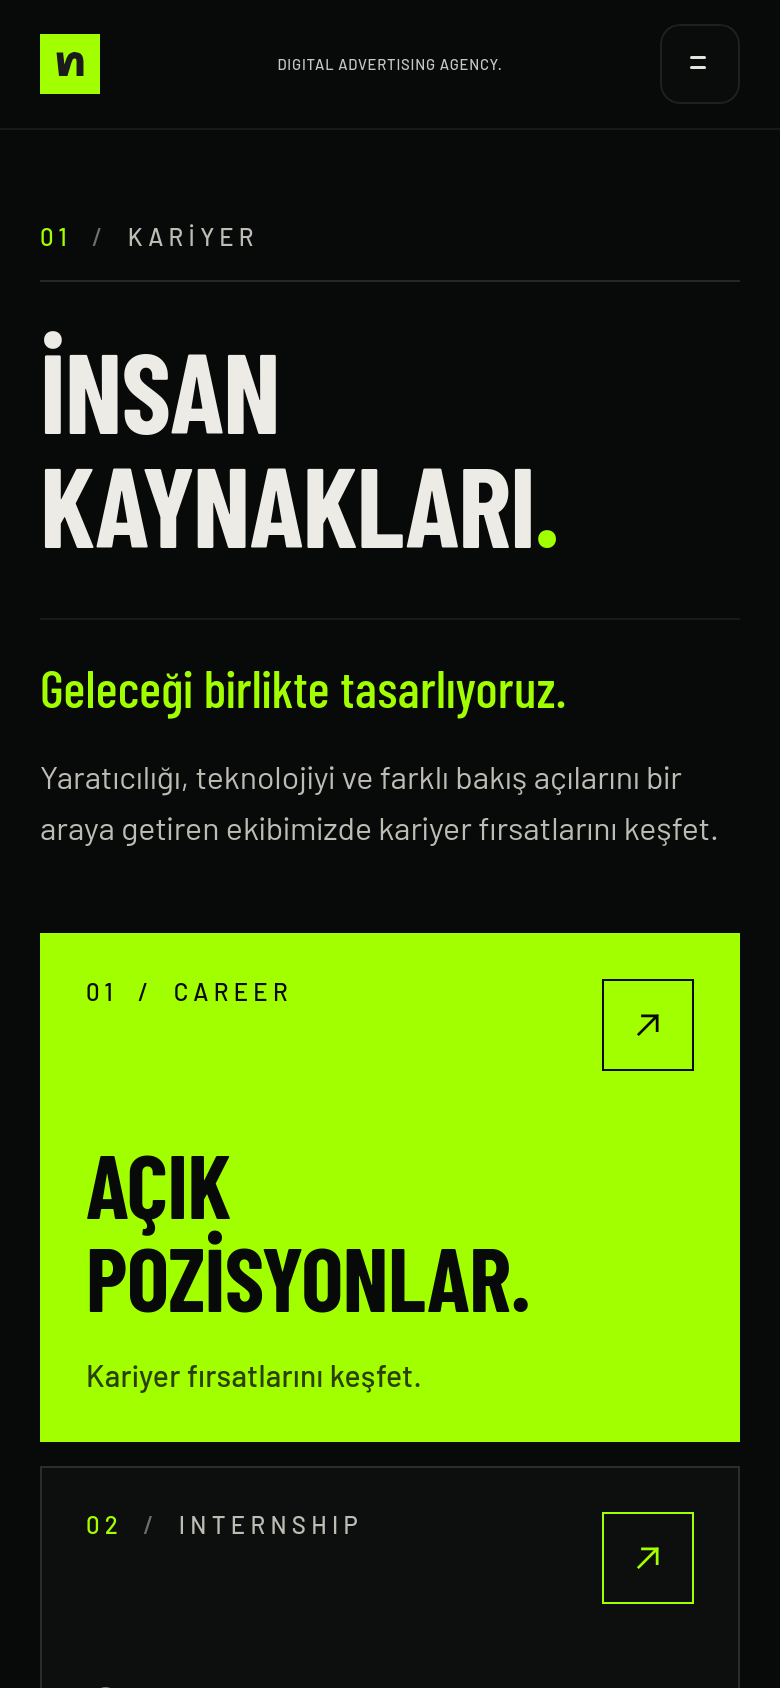 n
DIGITAL ADVERTISING AGENCY.
01 / KARİYER
İNSAN
KAYNAKLARI.
Geleceği birlikte tasarlıyoruz.
Yaratıcılığı, teknolojiyi ve farklı bakış açılarını bir
araya getiren ekibimizde kariyer fırsatlarını keşfet.
01 / CAREER
AÇIK
POZİSYONLAR.
Kariyer fırsatlarını keşfet.
02 / INTERNSHIP